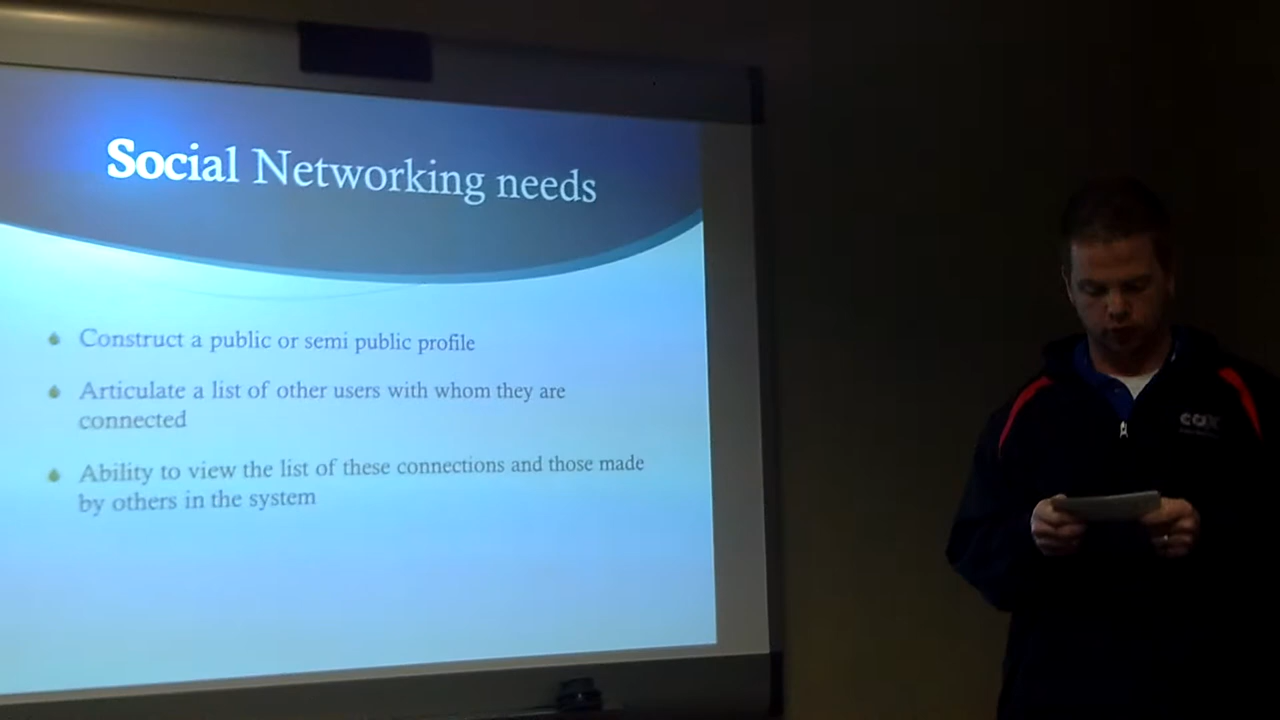 Social Networking needs
Construct a public or semi public profile
Articulate a list of other users with whom they are
connected
Ability to view the list of these connections and those made
by others in the system
COX